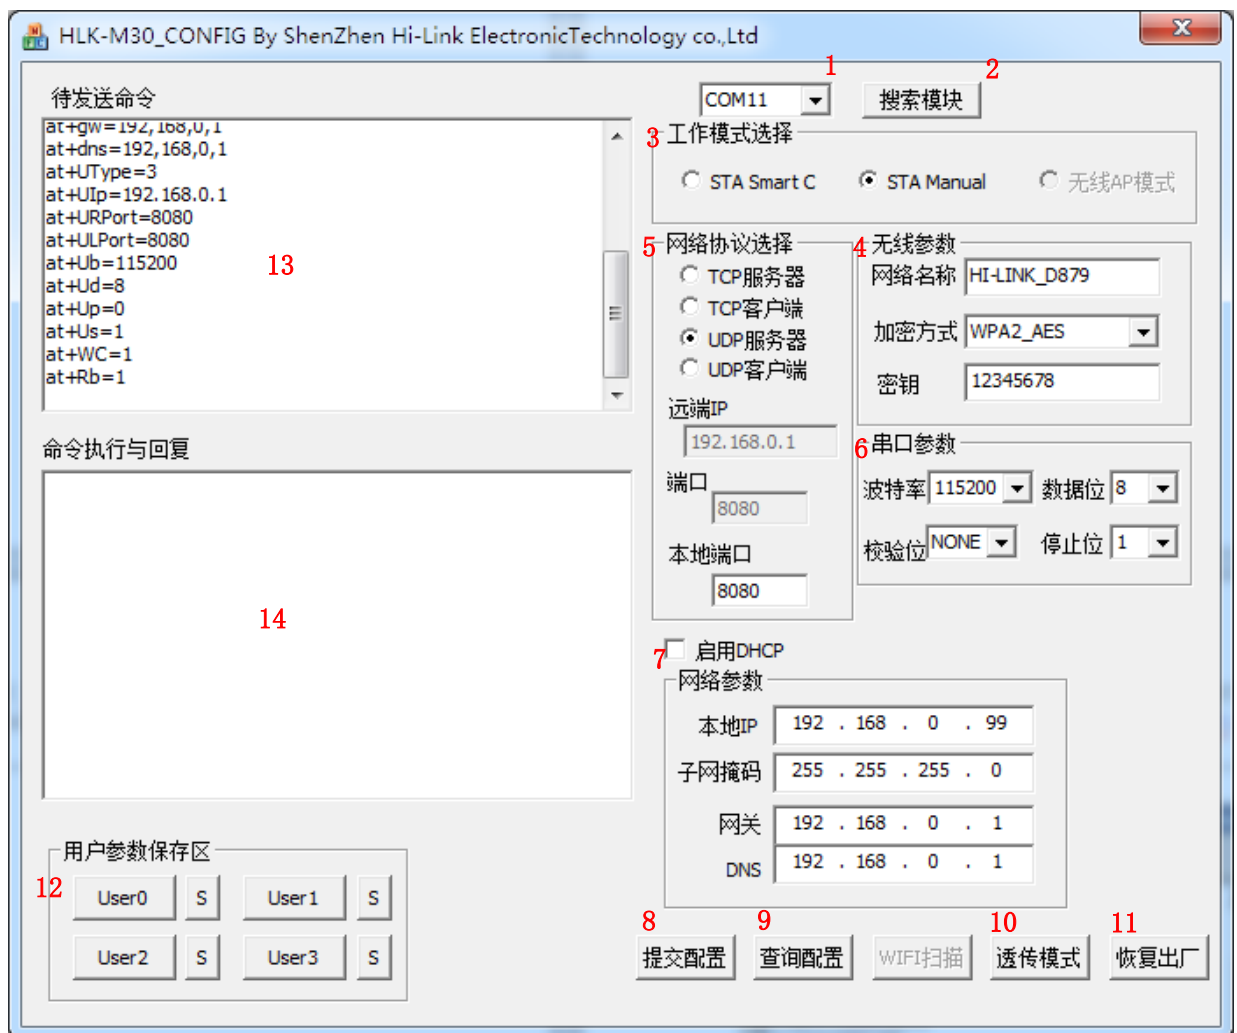 HLK-M30_CONFIG By ShenZhen Hi-Link ElectronicTechnology co.,Ltd
待发送命令
at+gw=192,168,0,1
at+dns=192,168,0,1
at+UType=3
at+UIp=192.168.0.1
at+URPort=8080
at+ULPort=8080
at+Ub=115200
at+Ud=8
at+Up=0
at+Us=1
at+WC=1
at+Rb=1
13
命令执行与回复
14
用户参数保存区
12
User0 S User1 S
User2 S User3 S
1 2
COM11 搜索模块
3 工作模式选择
STA Smart C STA Manual 无线AP模式
5 网络协议选择
TCP服务器
TCP客户端
UDP服务器
UDP客户端
远端IP
192.168.0.1
端口
8080
本地端口
8080
4 无线参数
网络名称 HI-LINK_D879
加密方式 WPA2_AES
密钥 12345678
6 串口参数
波特率 115200 数据位 8
校验位 NONE 停止位 1
7 启用DHCP
网络参数
本地IP 192 . 168 . 0 . 99
子网掩码 255 . 255 . 255 . 0
网关 192 . 168 . 0 . 1
DNS 192 . 168 . 0 . 1
8 9 10 11
提交配置 查询配置 WIFI扫描 透传模式 恢复出厂